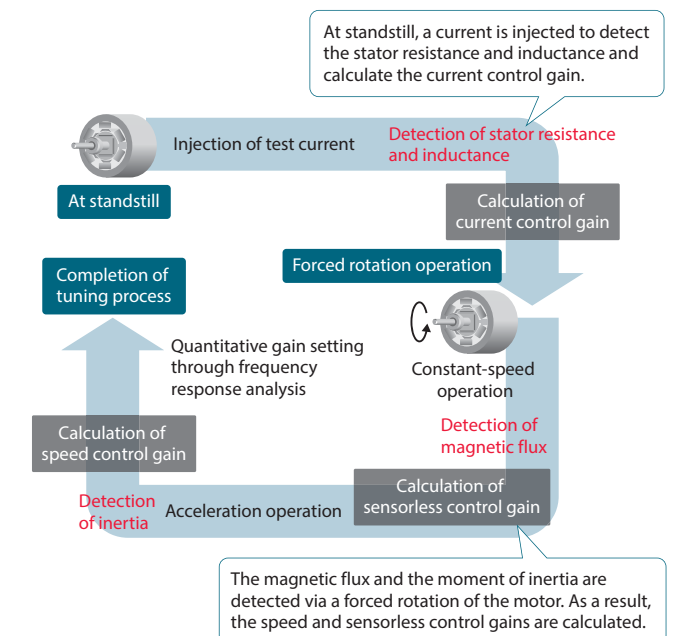 At standstill, a current is injected to detect
the stator resistance and inductance and
calculate the current control gain.
Injection of test current
Detection of stator resistance
and inductance
At standstill
Calculation of
current control gain
Forced rotation operation
Constant-speed
operation
Detection of
magnetic flux
Calculation of
sensorless control gain
The magnetic flux and the moment of inertia are
detected via a forced rotation of the motor. As a result,
the speed and sensorless control gains are calculated.
Acceleration operation
Detection
of inertia
Calculation of
speed control gain
Quantitative gain setting
through frequency
response analysis
Completion of
tuning process